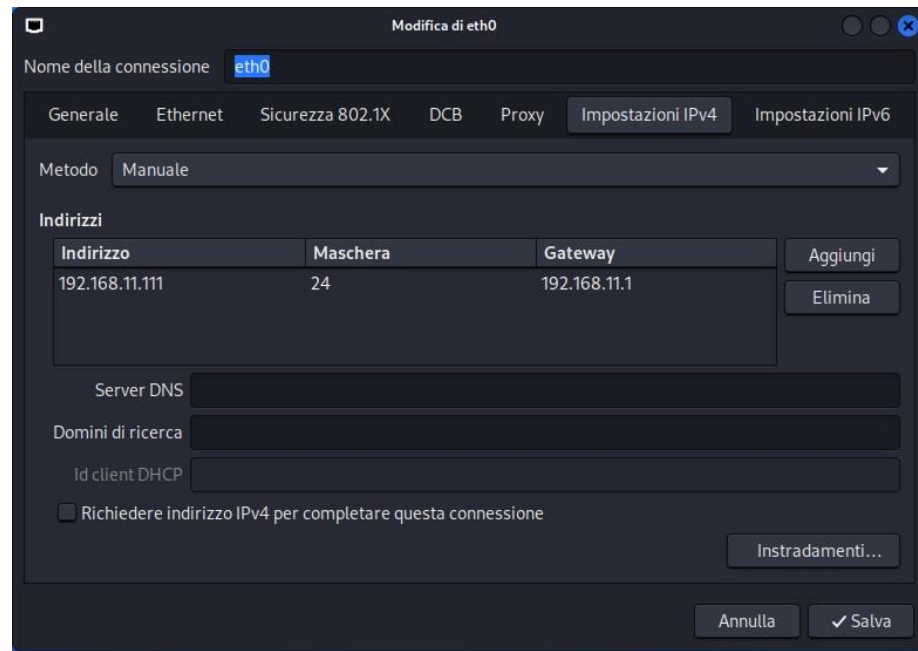 Modifica di eth0
Nome della connessione eth0
Generale Ethernet Sicurezza 802.1X DCB Proxy Impostazioni IPv4 Impostazioni IPv6
Metodo Manuale
Indirizzi
Indirizzo Maschera Gateway Aggiungi
192.168.11.111 24 192.168.11.1
Elimina
Server DNS
Domini di ricerca
Id client DHCP
Richiedere indirizzo IPv4 per completare questa connessione
Instradamenti...
Annulla Salva